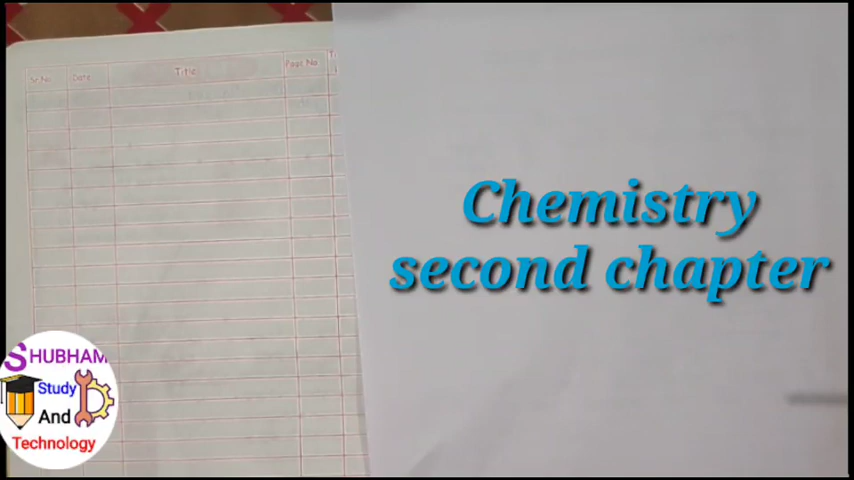 Sr.No.
Date
Title
Page No.
Chemistry
second chapter
SHUBHAM
Study
And
Technology